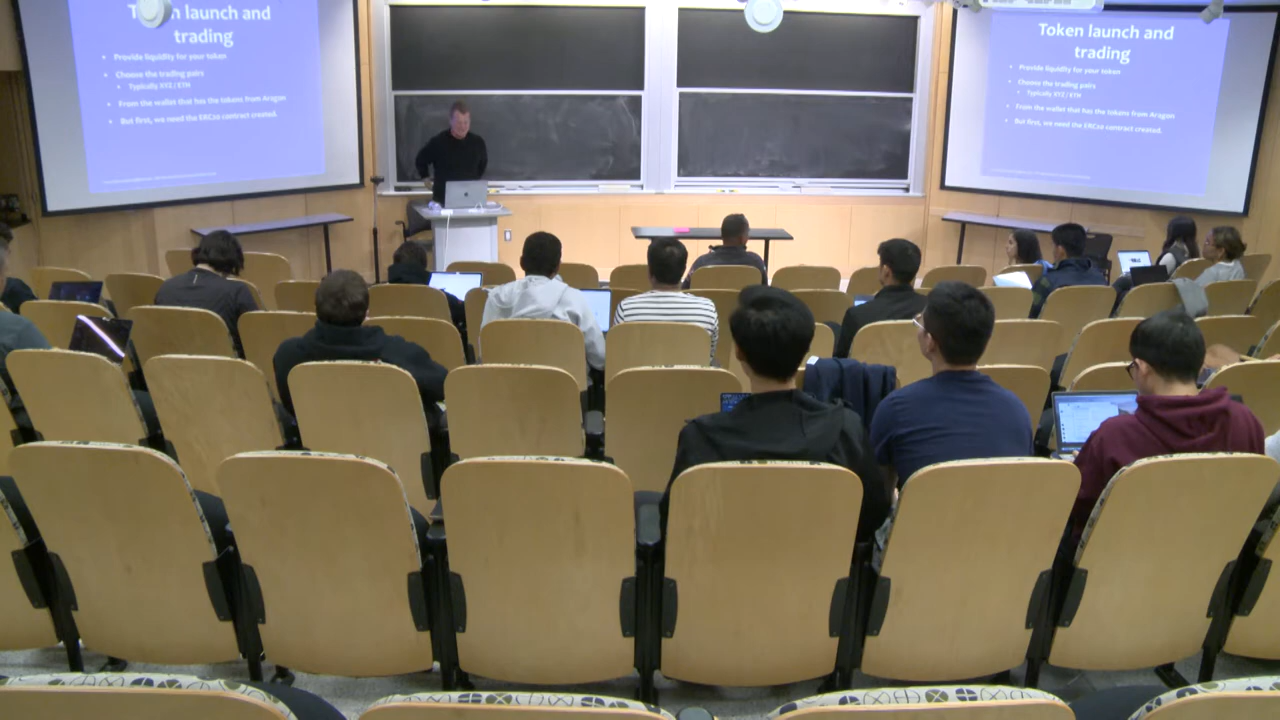 Token launch and
trading
Provide liquidity for your token
Choose the trading pairs
Typically XYZ / ETH
From the wallet that has the tokens from Aragon
But first, we need the ERC20 contract created.
Token launch and
trading
Provide liquidity for your token
Choose the trading pairs
Typically XYZ / ETH
From the wallet that has the tokens from Aragon
But first, we need the ERC20 contract created.